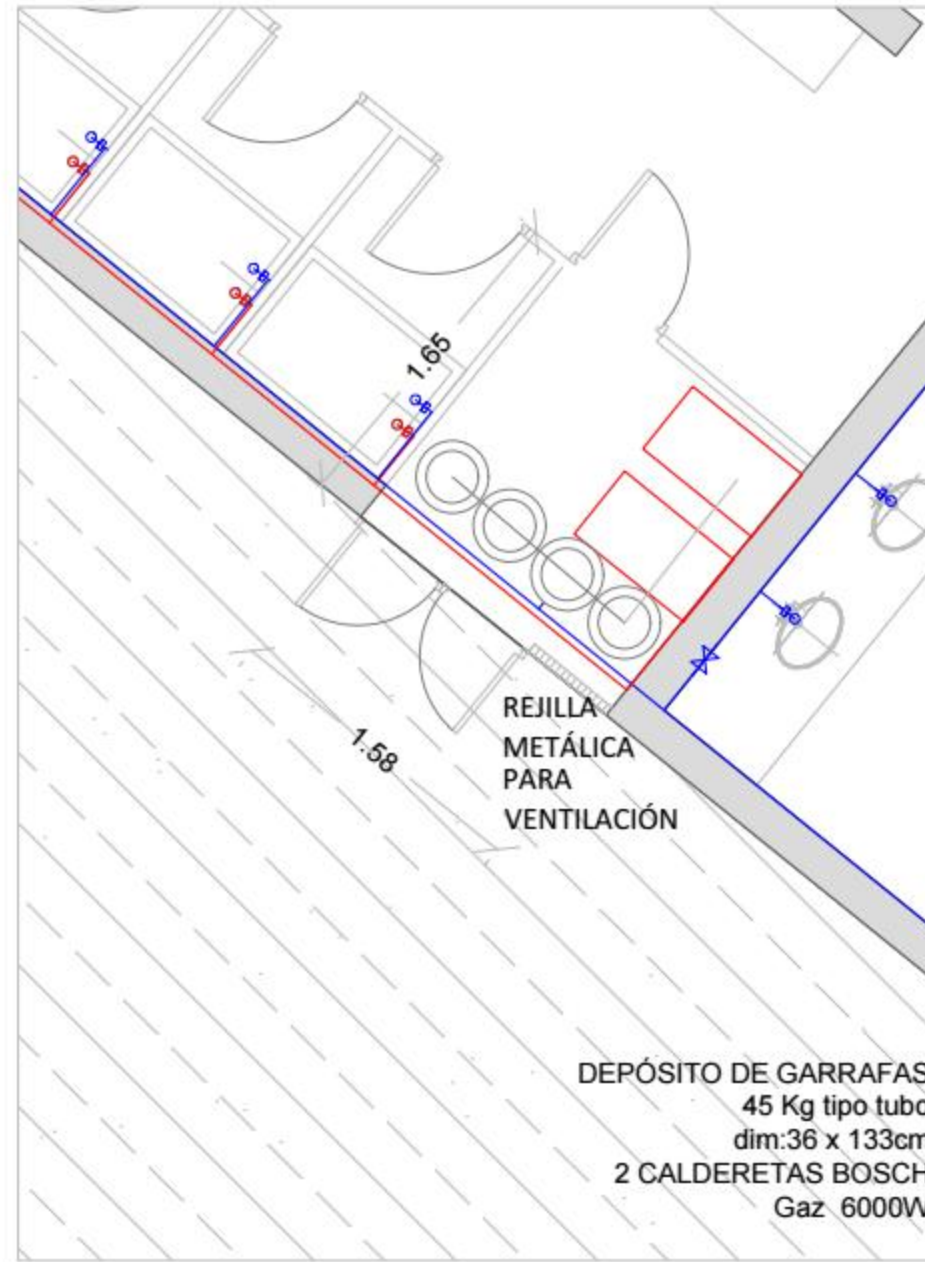 1.65
1.58
REJILLA
METÁLICA
PARA
VENTILACIÓN
DEPÓSITO DE GARRAFAS
45 Kg tipo tubo
dim:36 x 133cm
2 CALDERETAS BOSCH
Gaz 6000W